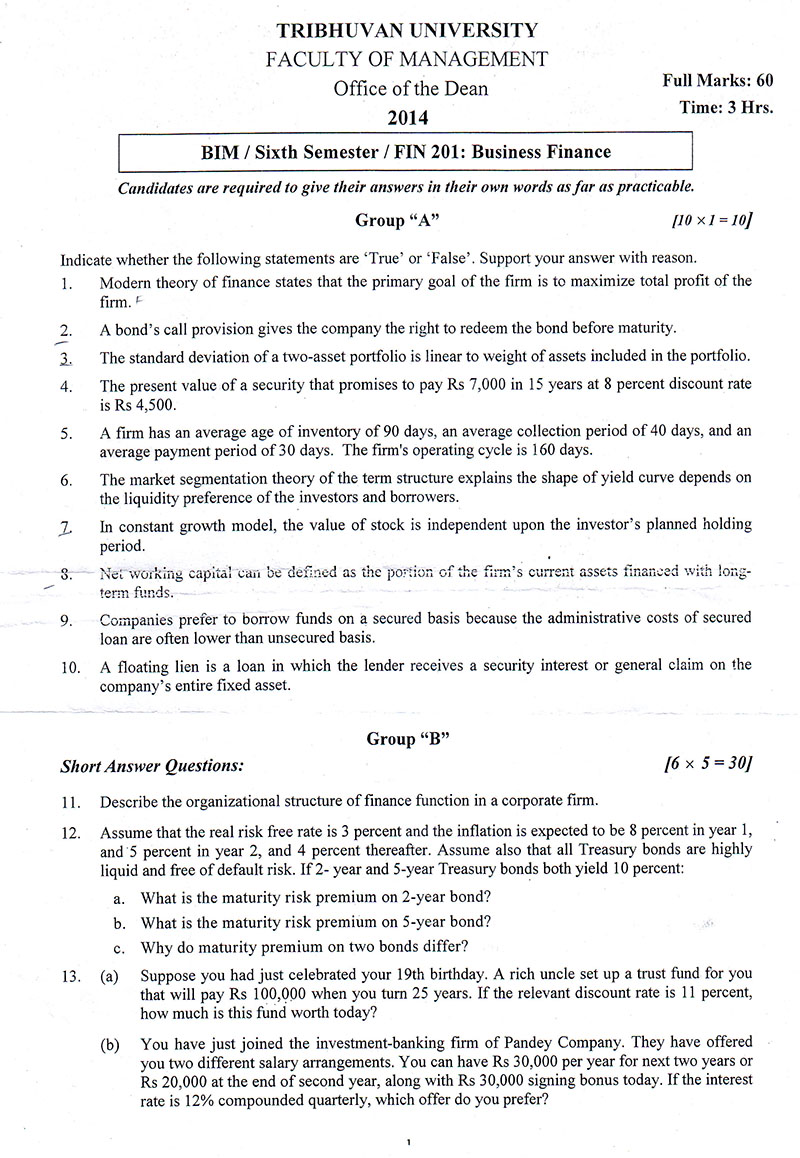 TRIBHUVAN UNIVERSITY
FACULTY OF MANAGEMENT
Office of the Dean
2014
Full Marks: 60
Time: 3 Hrs.
BIM / Sixth Semester / FIN 201: Business Finance
Candidates are required to give their answers in their own words as far as practicable.
Group “A” [10 × 1 = 10]
Indicate whether the following statements are ‘True’ or ‘False’. Support your answer with reason.
1. Modern theory of finance states that the primary goal of the firm is to maximize total profit of the
firm. F
2. A bond’s call provision gives the company the right to redeem the bond before maturity.
3. The standard deviation of a two-asset portfolio is linear to weight of assets included in the portfolio.
4. The present value of a security that promises to pay Rs 7,000 in 15 years at 8 percent discount rate
is Rs 4,500.
5. A firm has an average age of inventory of 90 days, an average collection period of 40 days, and an
average payment period of 30 days. The firm's operating cycle is 160 days.
6. The market segmentation theory of the term structure explains the shape of yield curve depends on
the liquidity preference of the investors and borrowers.
7. In constant growth model, the value of stock is independent upon the investor’s planned holding
period.
8. Net working capital can be defined as the portion of the firm’s current assets financed with long-
term funds.
9. Companies prefer to borrow funds on a secured basis because the administrative costs of secured
loan are often lower than unsecured basis.
10. A floating lien is a loan in which the lender receives a security interest or general claim on the
company’s entire fixed asset.
Group “B”
Short Answer Questions: [6 × 5 = 30]
11. Describe the organizational structure of finance function in a corporate firm.
12. Assume that the real risk free rate is 3 percent and the inflation is expected to be 8 percent in year 1,
and 5 percent in year 2, and 4 percent thereafter. Assume also that all Treasury bonds are highly
liquid and free of default risk. If 2- year and 5-year Treasury bonds both yield 10 percent:
a. What is the maturity risk premium on 2-year bond?
b. What is the maturity risk premium on 5-year bond?
c. Why do maturity premium on two bonds differ?
13. (a) Suppose you had just celebrated your 19th birthday. A rich uncle set up a trust fund for you
that will pay Rs 100,000 when you turn 25 years. If the relevant discount rate is 11 percent,
how much is this fund worth today?
(b) You have just joined the investment-banking firm of Pandey Company. They have offered
you two different salary arrangements. You can have Rs 30,000 per year for next two years or
Rs 20,000 at the end of second year, along with Rs 30,000 signing bonus today. If the interest
rate is 12% compounded quarterly, which offer do you prefer?
1